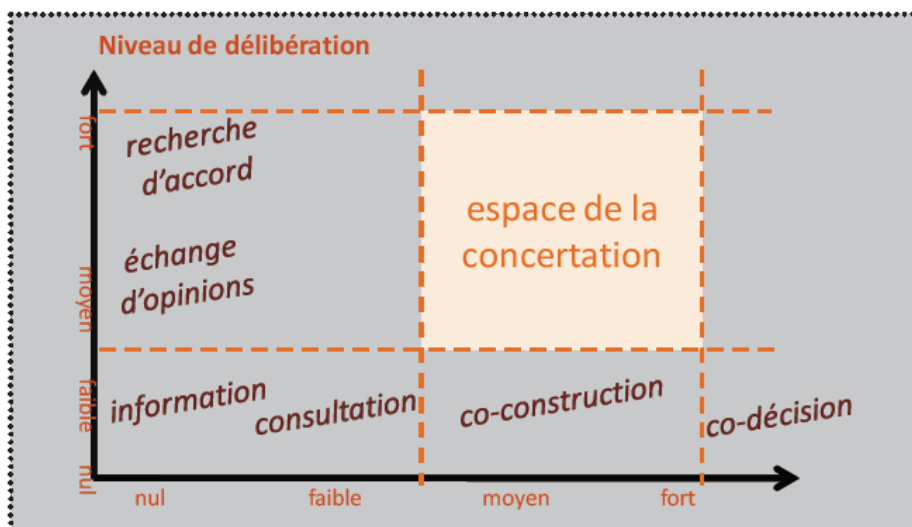 Niveau de délibération
fort
recherche
d'accord
espace de la
concertation
échange
d'opinions
moyen
faible
information
consultation
co-construction
co-décision
nul
nul
faible
moyen
fort